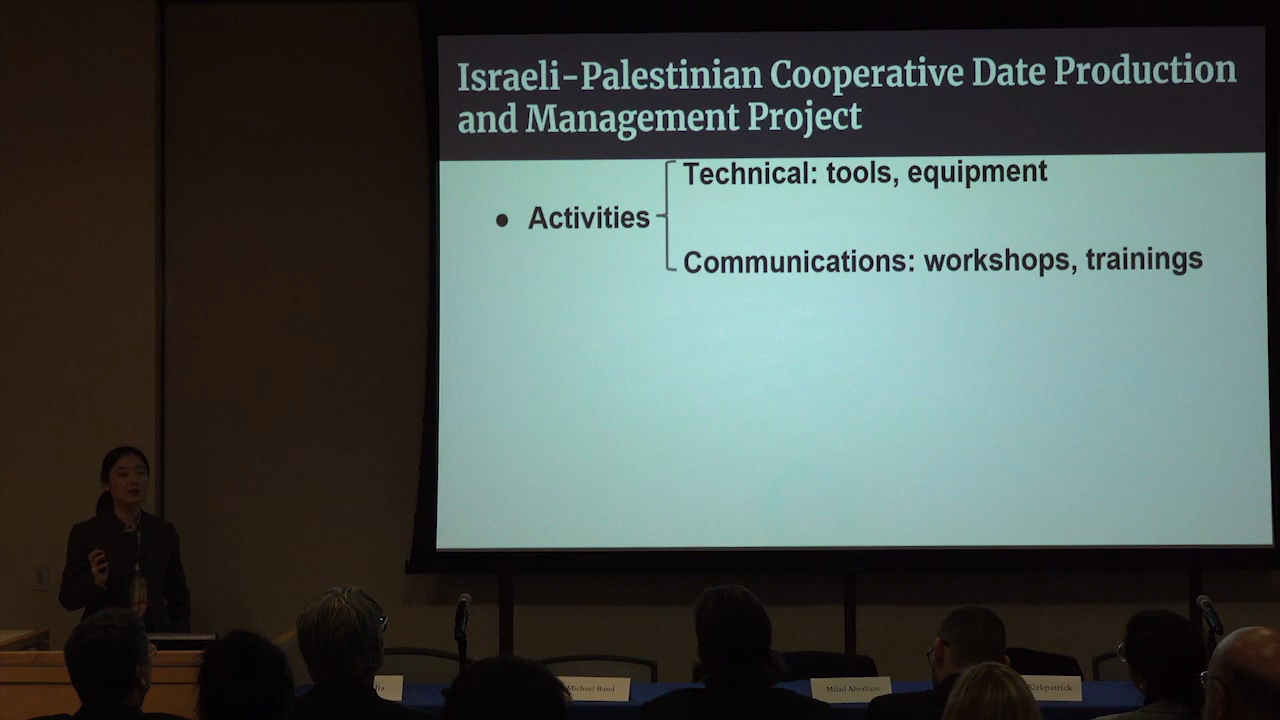 Israeli-Palestinian Cooperative Date Production
and Management Project
Technical: tools, equipment
● Activities
Communications: workshops, trainings
Michael Band
Milad Abraham
Kirkpatrick